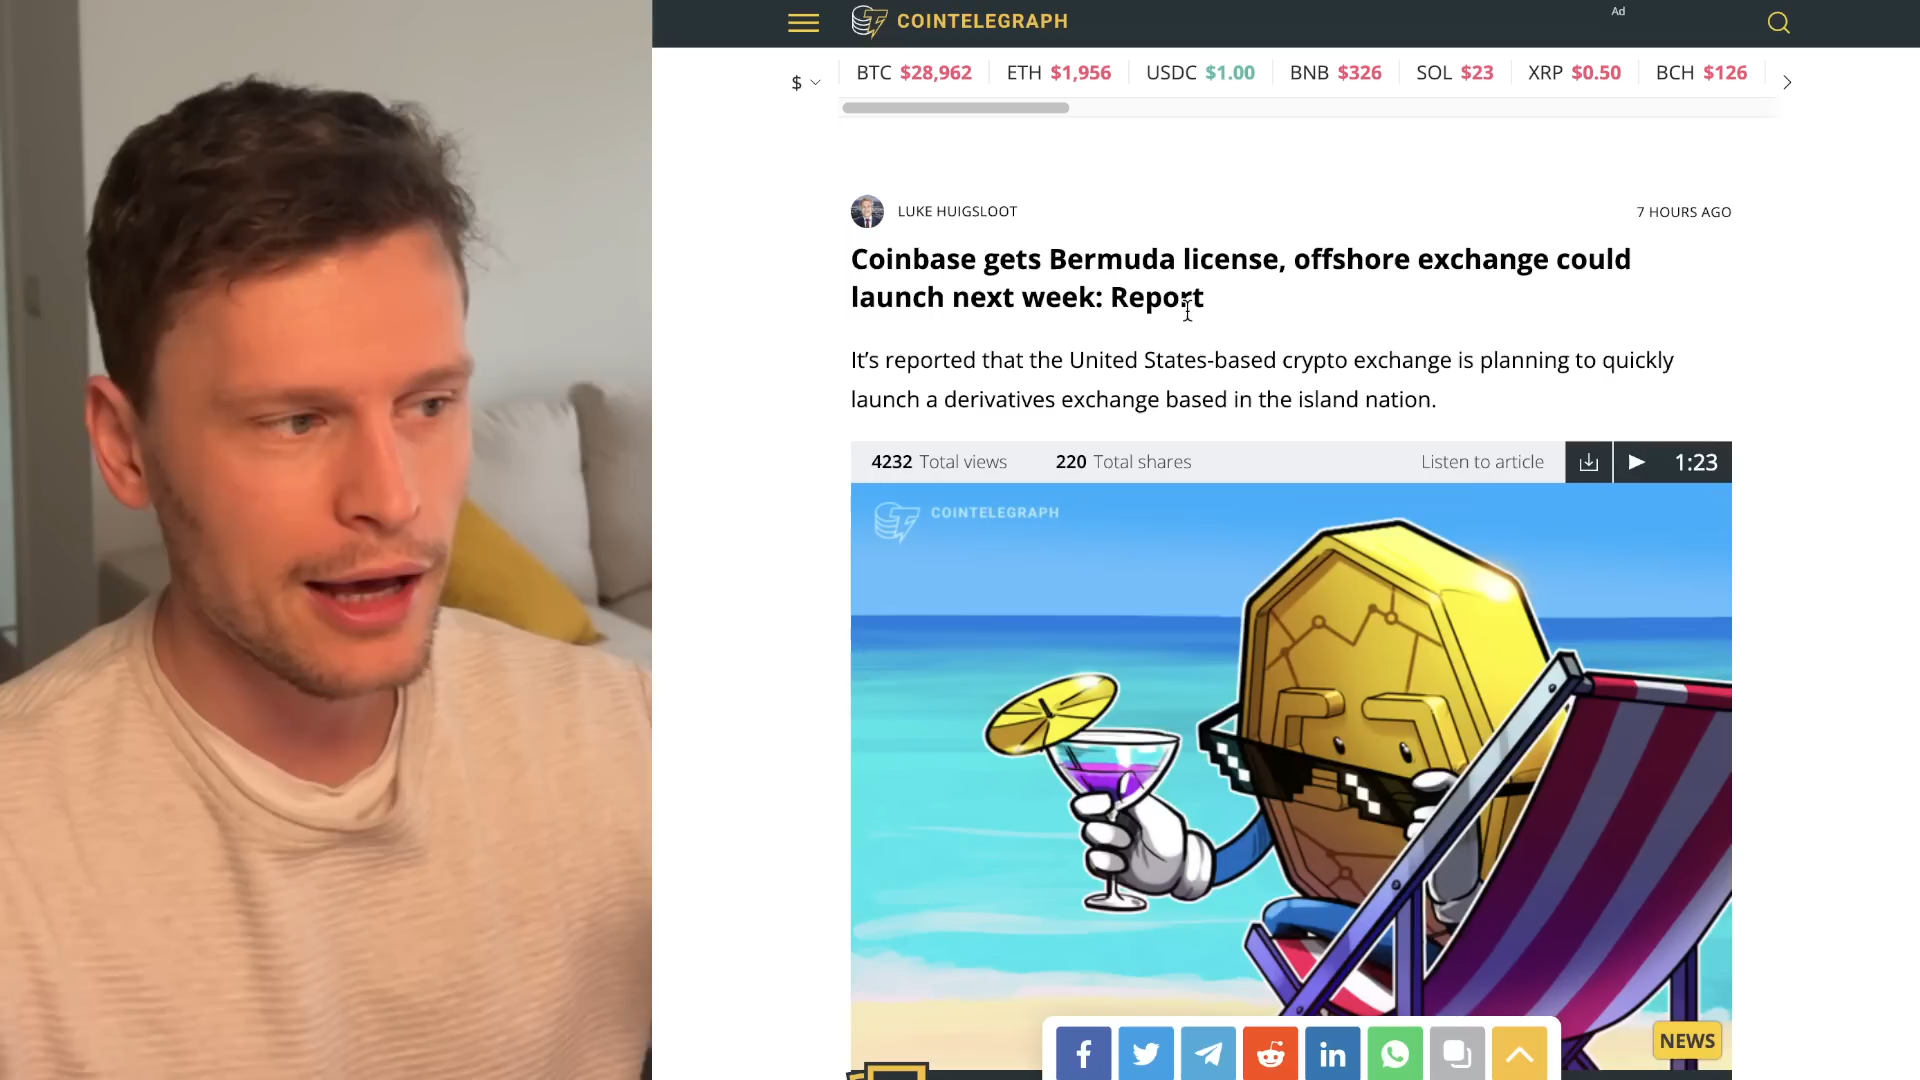 COINTELEGRAPH
Ad
$
BTC $28,962 ETH $1,956 USDC $1.00 BNB $326 SOL $23 XRP $0.50 BCH $126
LUKE HUIGSLOOT
7 HOURS AGO
Coinbase gets Bermuda license, offshore exchange could
launch next week: Report
It’s reported that the United States-based crypto exchange is planning to quickly
launch a derivatives exchange based in the island nation.
4232 Total views 220 Total shares Listen to article 1:23
COINTELEGRAPH
NEWS